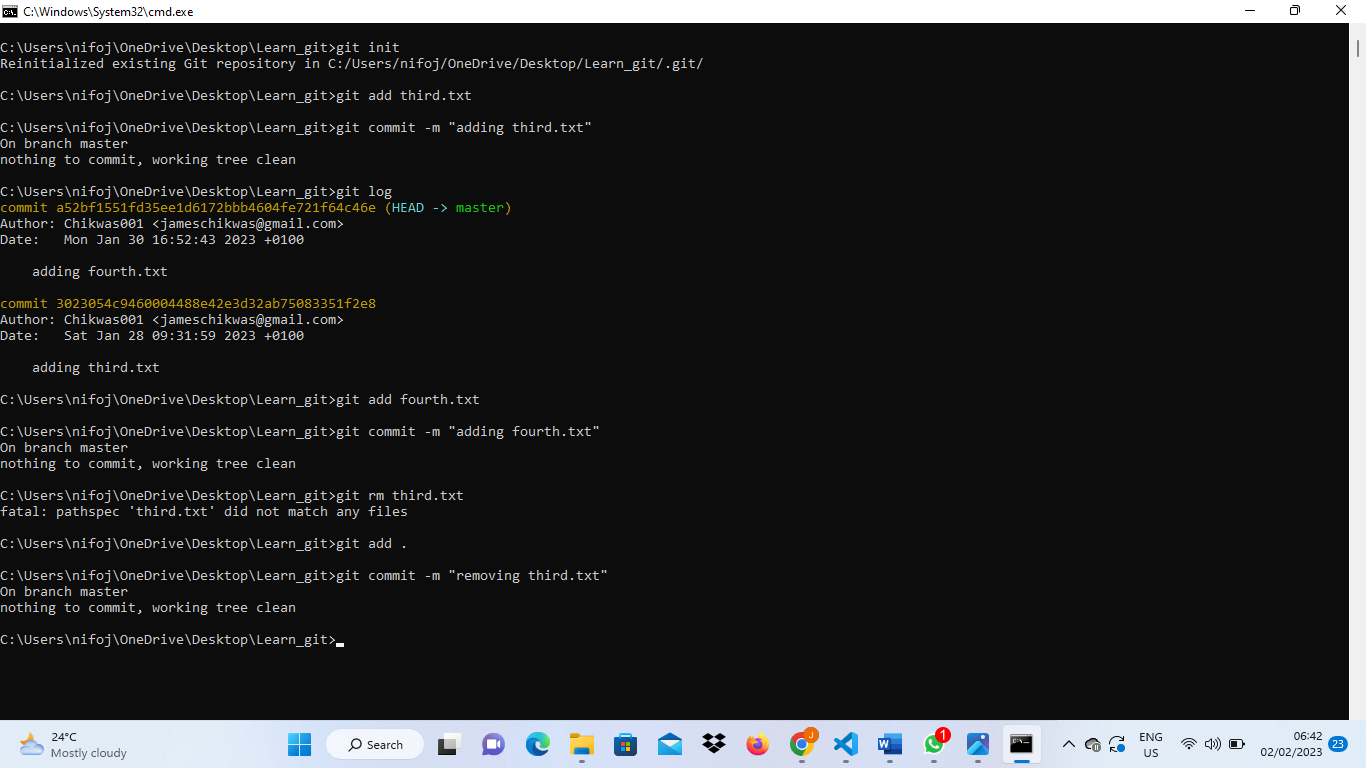 C:\Windows\System32\cmd.exe
C:\Users\nifoj\OneDrive\Desktop\Learn_git>git init
Reinitialized existing Git repository in C:/Users/nifoj/OneDrive/Desktop/Learn_git/.git/
C:\Users\nifoj\OneDrive\Desktop\Learn_git>git add third.txt
C:\Users\nifoj\OneDrive\Desktop\Learn_git>git commit -m "adding third.txt"
On branch master
nothing to commit, working tree clean
C:\Users\nifoj\OneDrive\Desktop\Learn_git>git log
commit a52bf1551fd35ee1d6172bbb4604fe721f64c46e (HEAD -> master)
Author: Chikwas001 <jameschikwas@gmail.com>
Date:   Mon Jan 30 16:52:43 2023 +0100
    adding fourth.txt
commit 3023054c9460004488e42e3d32ab75083351f2e8
Author: Chikwas001 <jameschikwas@gmail.com>
Date:   Sat Jan 28 09:31:59 2023 +0100
    adding third.txt
C:\Users\nifoj\OneDrive\Desktop\Learn_git>git add fourth.txt
C:\Users\nifoj\OneDrive\Desktop\Learn_git>git commit -m "adding fourth.txt"
On branch master
nothing to commit, working tree clean
C:\Users\nifoj\OneDrive\Desktop\Learn_git>git rm third.txt
fatal: pathspec 'third.txt' did not match any files
C:\Users\nifoj\OneDrive\Desktop\Learn_git>git add .
C:\Users\nifoj\OneDrive\Desktop\Learn_git>git commit -m "removing third.txt"
On branch master
nothing to commit, working tree clean
C:\Users\nifoj\OneDrive\Desktop\Learn_git>
24°C
Mostly cloudy
Search
J
1
ENG
US
06:42
02/02/2023
23